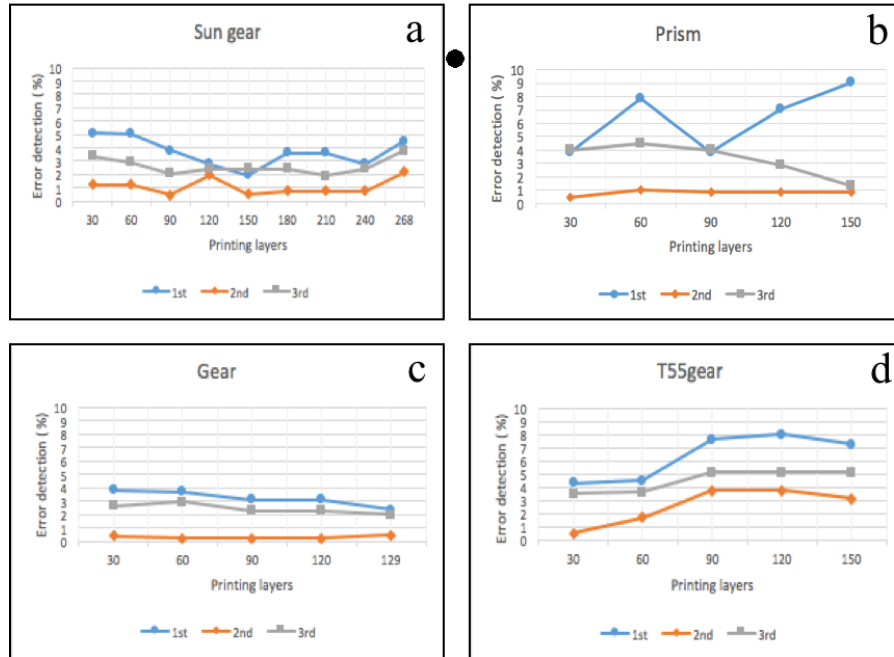 Sun gear
a
Error detection ( %)
10
9
8
7
6
5
4
3
2
1
0
30 60 90 120 150 180 210 240 268
Printing layers
1st 2nd 3rd
Prism
b
Error detection ( %)
10
9
8
7
6
5
4
3
2
1
0
30 60 90 120 150
Printing layers
1st 2nd 3rd
Gear
c
Error detection ( %)
10
9
8
7
6
5
4
3
2
1
0
30 60 90 120 129
Printing layers
1st 2nd 3rd
T55gear
d
Error detection ( %)
10
9
8
7
6
5
4
3
2
1
0
30 60 90 120 150
Printing layers
1st 2nd 3rd